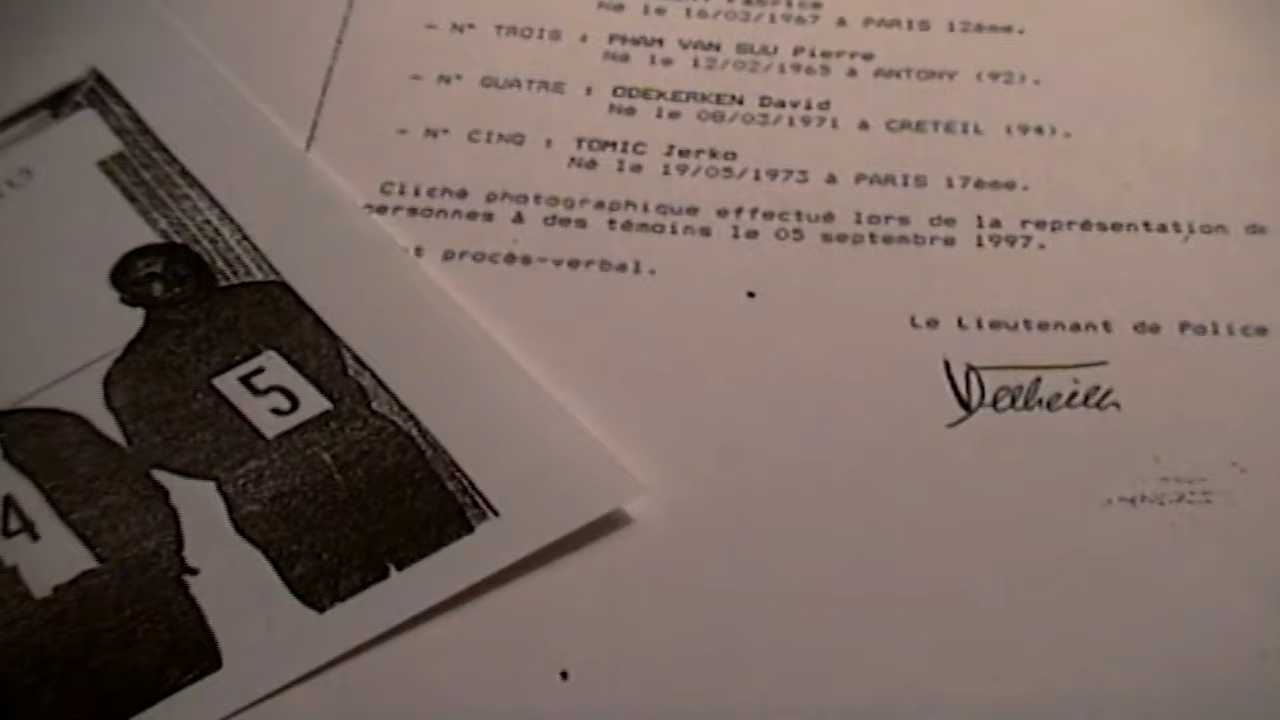 Né le 16/03/1967 à PARIS 12ème.
- N° TROIS : PHAM VAN SUU Pierre
Né le 12/02/1965 à ANTONY (92).
- N° QUATRE : ODEKERKEN David
Né le 08/03/1971 à CRETEIL (94).
- N° CINQ : TOMIC Jerko
Né le 19/05/1973 à PARIS 17ème.
Cliché photographique effectué lors de la représentation de
personnes à des témoins le 05 septembre 1997.
t procès-verbal.
Le Lieutenant de Police
5
4